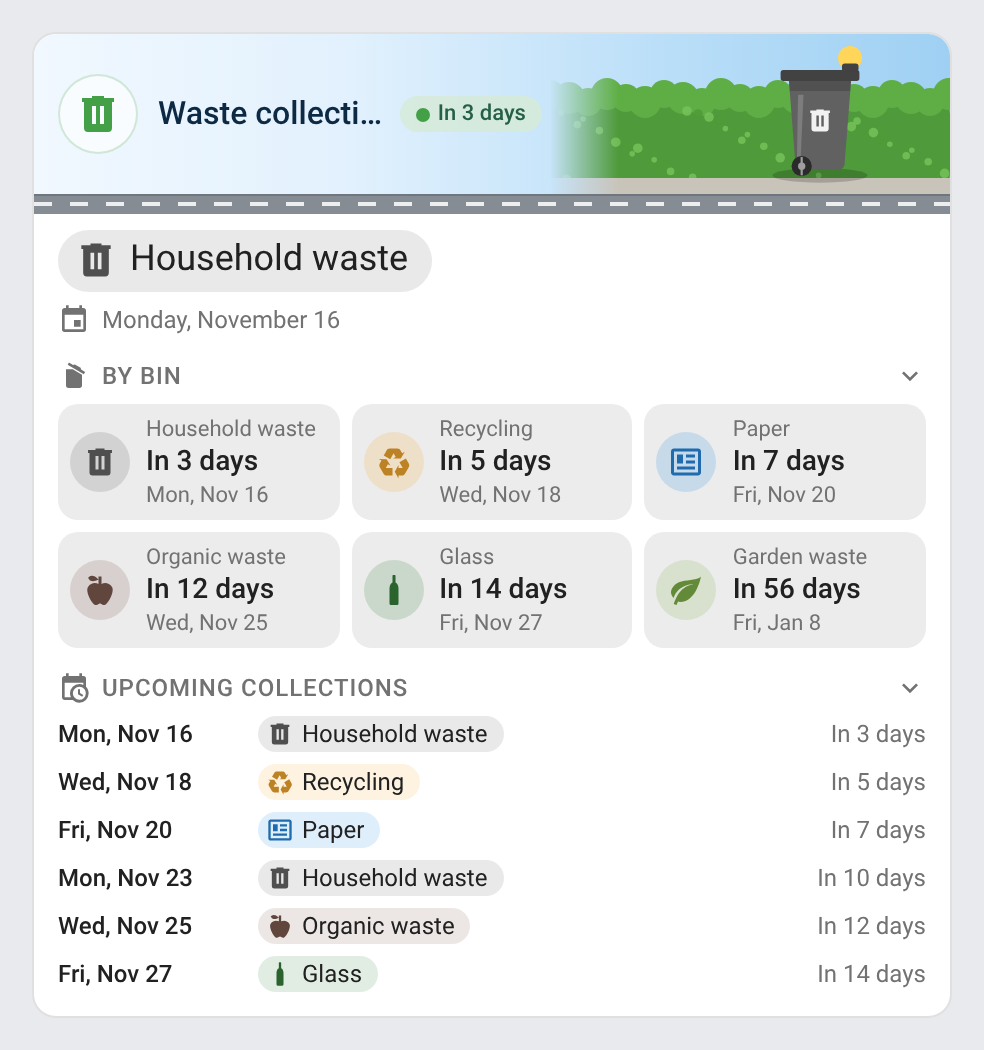 Waste collecti...
In 3 days
Household waste
Monday, November 16
BY BIN
Household waste
In 3 days
Mon, Nov 16
Recycling
In 5 days
Wed, Nov 18
Paper
In 7 days
Fri, Nov 20
Organic waste
In 12 days
Wed, Nov 25
Glass
In 14 days
Fri, Nov 27
Garden waste
In 56 days
Fri, Jan 8
UPCOMING COLLECTIONS
Mon, Nov 16 Household waste In 3 days
Wed, Nov 18 Recycling In 5 days
Fri, Nov 20 Paper In 7 days
Mon, Nov 23 Household waste In 10 days
Wed, Nov 25 Organic waste In 12 days
Fri, Nov 27 Glass In 14 days